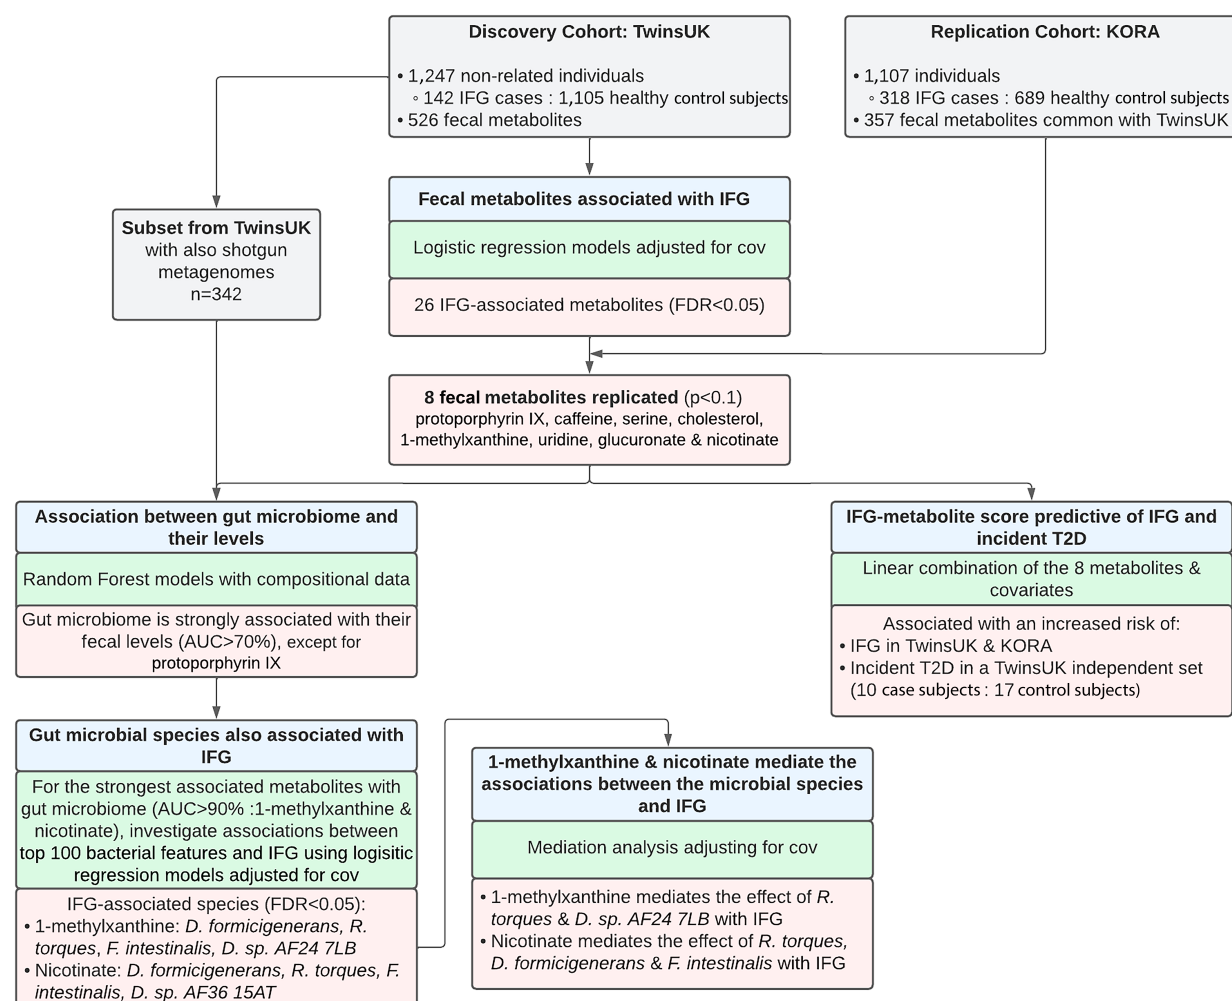 Discovery Cohort: TwinsUK
• 1,247 non-related individuals
◦ 142 IFG cases : 1,105 healthy control subjects
• 526 fecal metabolites
Replication Cohort: KORA
• 1,107 individuals
◦ 318 IFG cases : 689 healthy control subjects
• 357 fecal metabolites common with TwinsUK
Subset from TwinsUK
with also shotgun
metagenomes
n=342
Fecal metabolites associated with IFG
Logistic regression models adjusted for cov
26 IFG-associated metabolites (FDR<0.05)
8 fecal metabolites replicated (p<0.1)
protoporphyrin IX, caffeine, serine, cholesterol,
1-methylxanthine, uridine, glucuronate & nicotinate
Association between gut microbiome and
their levels
Random Forest models with compositional data
Gut microbiome is strongly associated with their
fecal levels (AUC>70%), except for
protoporphyrin IX
IFG-metabolite score predictive of IFG and
incident T2D
Linear combination of the 8 metabolites &
covariates
Associated with an increased risk of:
• IFG in TwinsUK & KORA
• Incident T2D in a TwinsUK independent set
(10 case subjects : 17 control subjects)
Gut microbial species also associated with
IFG
For the strongest associated metabolites with
gut microbiome (AUC>90% :1-methylxanthine &
nicotinate), investigate associations between
top 100 bacterial features and IFG using logisitic
regression models adjusted for cov
IFG-associated species (FDR<0.05):
• 1-methylxanthine: D. formicigenerans, R.
torques, F. intestinalis, D. sp. AF24 7LB
• Nicotinate: D. formicigenerans, R. torques, F.
intestinalis, D. sp. AF36 15AT
1-methylxanthine & nicotinate mediate the
associations between the microbial species
and IFG
Mediation analysis adjusting for cov
• 1-methylxanthine mediates the effect of R.
torques & D. sp. AF24 7LB with IFG
• Nicotinate mediates the effect of R. torques,
D. formicigenerans & F. intestinalis with IFG